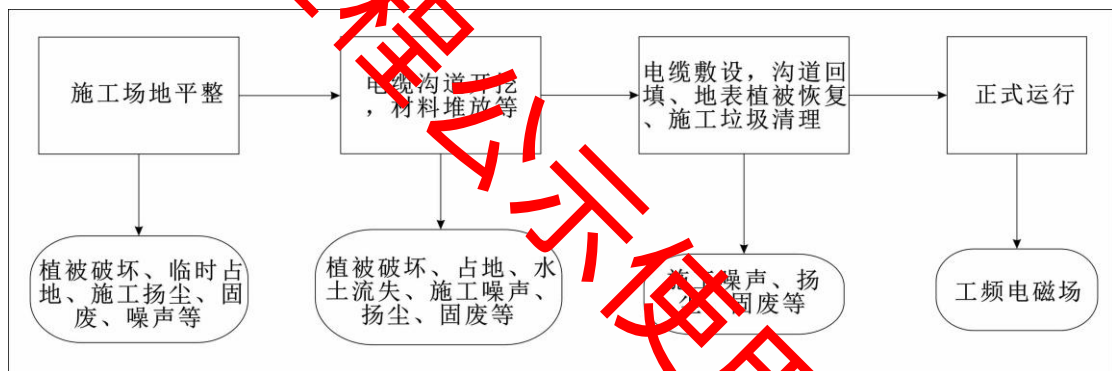 施工场地平整
电缆沟道开挖
，材料堆放等
电缆敷设，沟道回
填、地表植被恢复
、施工垃圾清理
正式运行
植被破坏、临时占
地、施工扬尘、固
废、噪声等
植被破坏、占地、水
土流失、施工噪声、
扬尘、固废等
施工噪声、扬
尘、固废等
工频电磁场
程公示使用